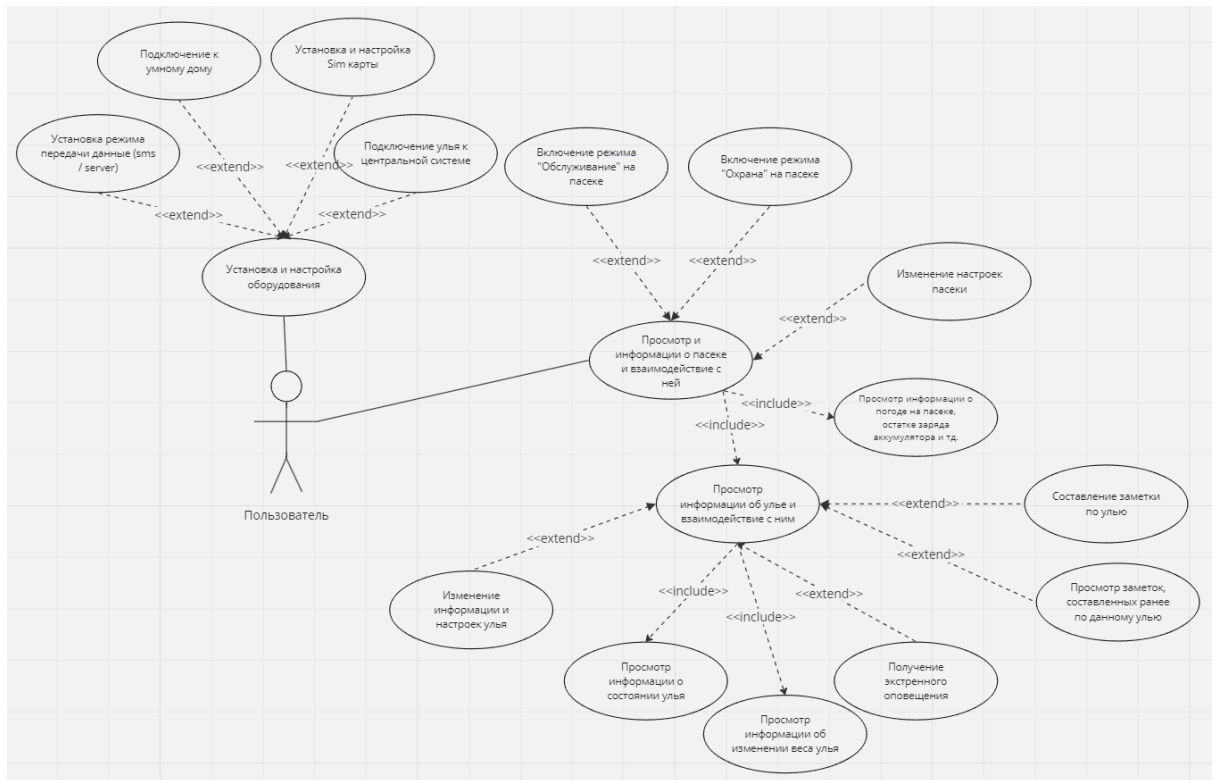 Подключение к
умному дому
Установка и настройка
Sim карты
Установка режима
передачи данные (sms
/ server)
Подключение улья к
центральной системе
<<extend>>
<<extend>>
<<extend>>
<<extend>>
Установка и настройка
оборудования
Включение режима
"Обслуживание" на
пасеке
Включение режима
"Охрана" на пасеке
<<extend>>
<<extend>>
Изменение настроек
пасеки
<<extend>>
Просмотр и
информации о пасеке
и взаимодействие с
ней
<<include>>
<<include>>
Просмотр информации о
погоде на пасеке,
остатке заряда
аккумулятора и тд.
Пользователь
Просмотр
информации об улье и
взаимодействие с ним
<<extend>>
Составление заметки
по улью
<<extend>>
<<extend>>
Просмотр заметок,
составленных ранее
по данному улью
Изменение
информации и
настроек улья
<<include>>
<<include>>
<<extend>>
Просмотр
информации о
состоянии улья
Просмотр
информации об
изменении веса улья
Получение
экстренного
оповещения